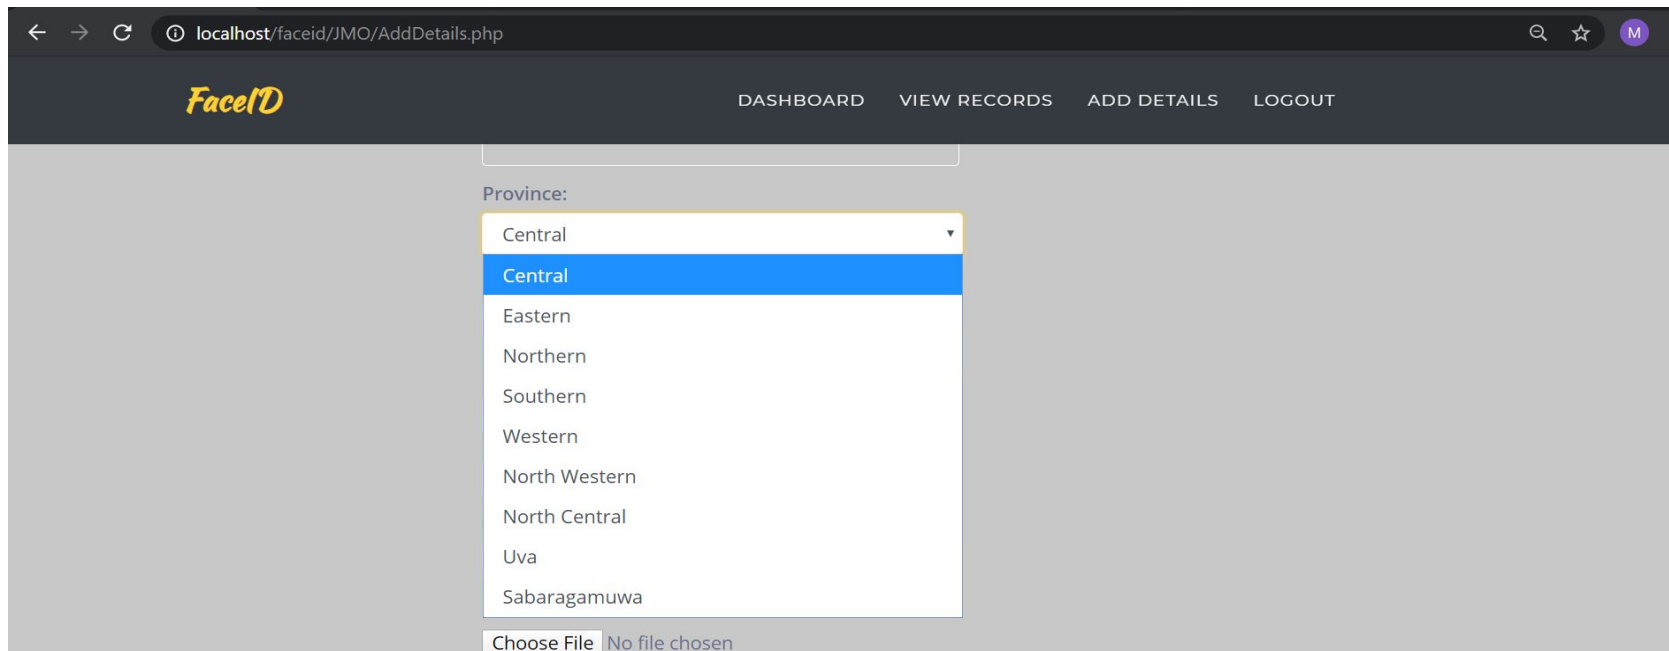 localhost/faceid/JMO/AddDetails.php
M
FaceID
DASHBOARD VIEW RECORDS ADD DETAILS LOGOUT
Province:
Central
Central
Eastern
Northern
Southern
Western
North Western
North Central
Uva
Sabaragamuwa
Choose File No file chosen